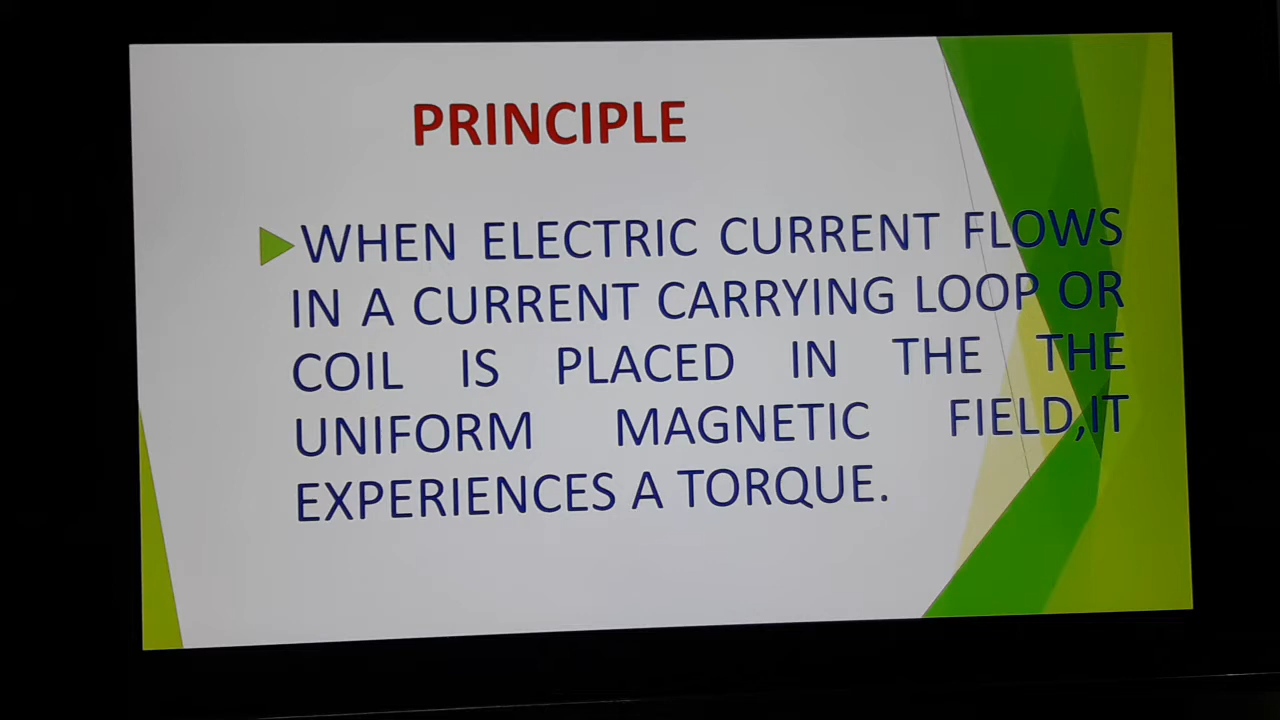 PRINCIPLE
WHEN ELECTRIC CURRENT FLOWS
IN A CURRENT CARRYING LOOP OR
COIL IS PLACED IN THE THE
UNIFORM MAGNETIC FIELD,IT
EXPERIENCES A TORQUE.